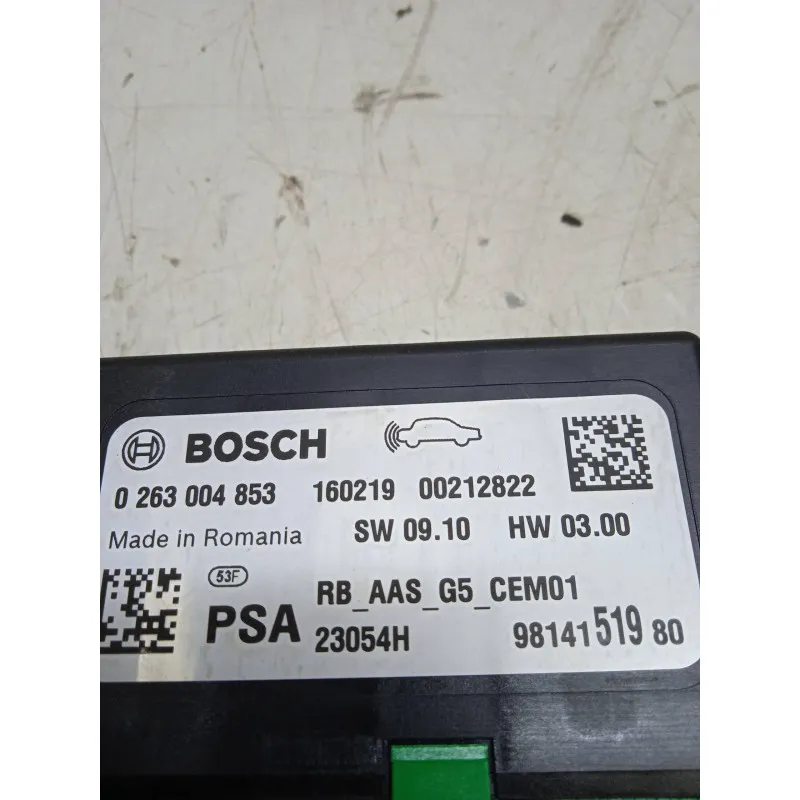 BOSCH
0 263 004 853 160219 00212822
Made in Romania SW 09.10 HW 03.00
53F
RB_AAS_G5_CEM01
PSA 23054H 98141519 80